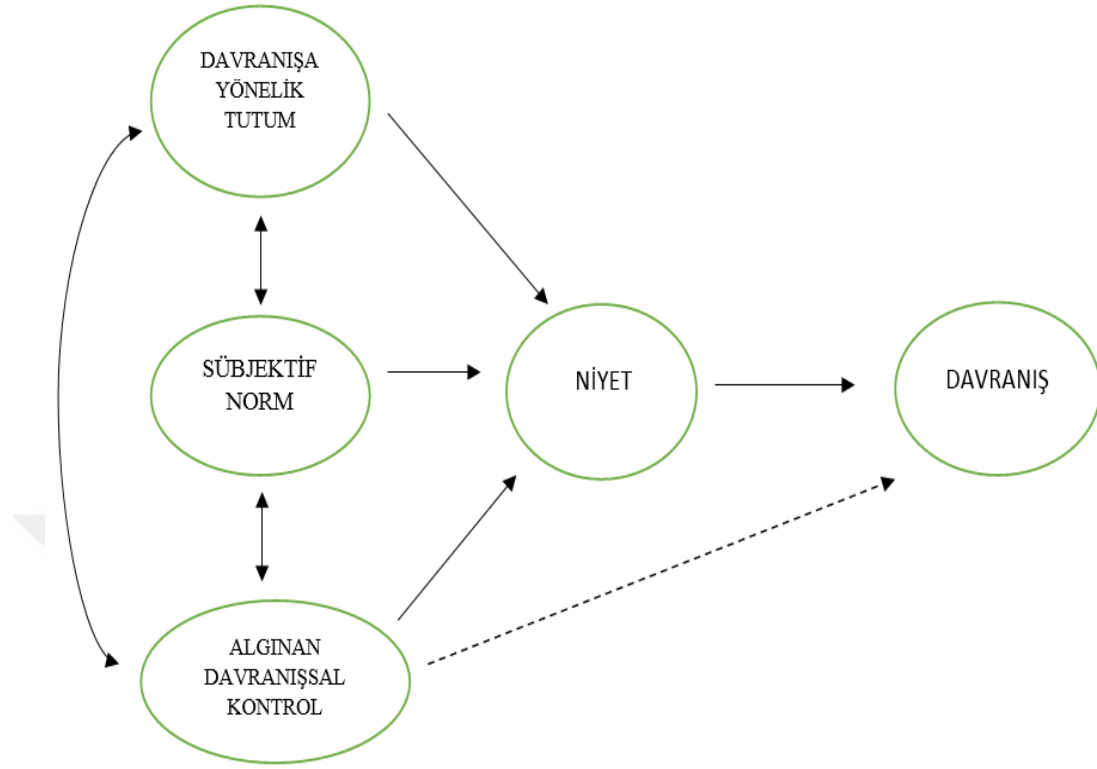 DAVRANIŞA
YÖNELİK
TUTUM
SÜBJEKTİF
NORM
NİYET
DAVRANIŞ
ALGINAN
DAVRANIŞSAL
KONTROL